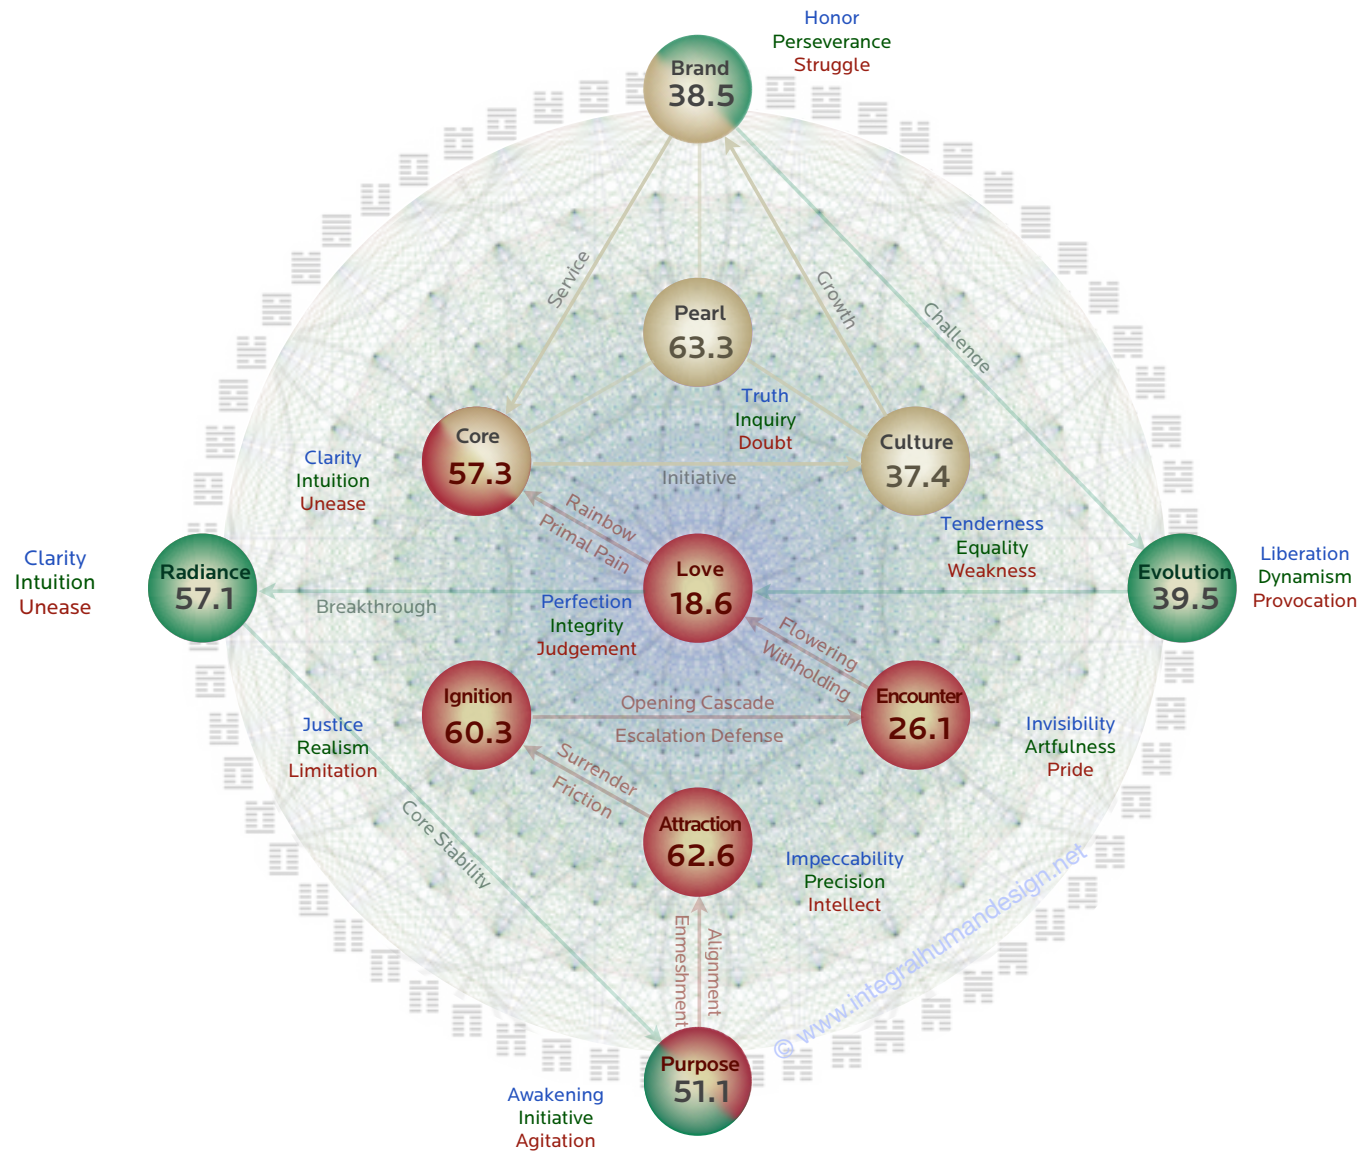 Honor
Perseverance
Struggle
Brand
38.5
Service
Growth
Challenge
Pearl
63.3
Truth
Inquiry
Doubt
Core
57.3
Culture
37.4
Initiative
Clarity
Intuition
Unease
Rainbow
Primal Pain
Tenderness
Equality
Weakness
Clarity
Intuition
Unease
Radiance
57.1
Love
18.6
Evolution
39.5
Liberation
Dynamism
Provocation
Breakthrough
Perfection
Integrity
Judgement
Flowering
Withholding
Ignition
60.3
Opening Cascade
Escalation Defense
Encounter
26.1
Justice
Realism
Limitation
Invisibility
Artfulness
Pride
Surrender
Friction
Core Stability
Attraction
62.6
Impeccability
Precision
Intellect
Enmeshment
Alignment
© www.integralhumandesign.net
Purpose
51.1
Awakening
Initiative
Agitation